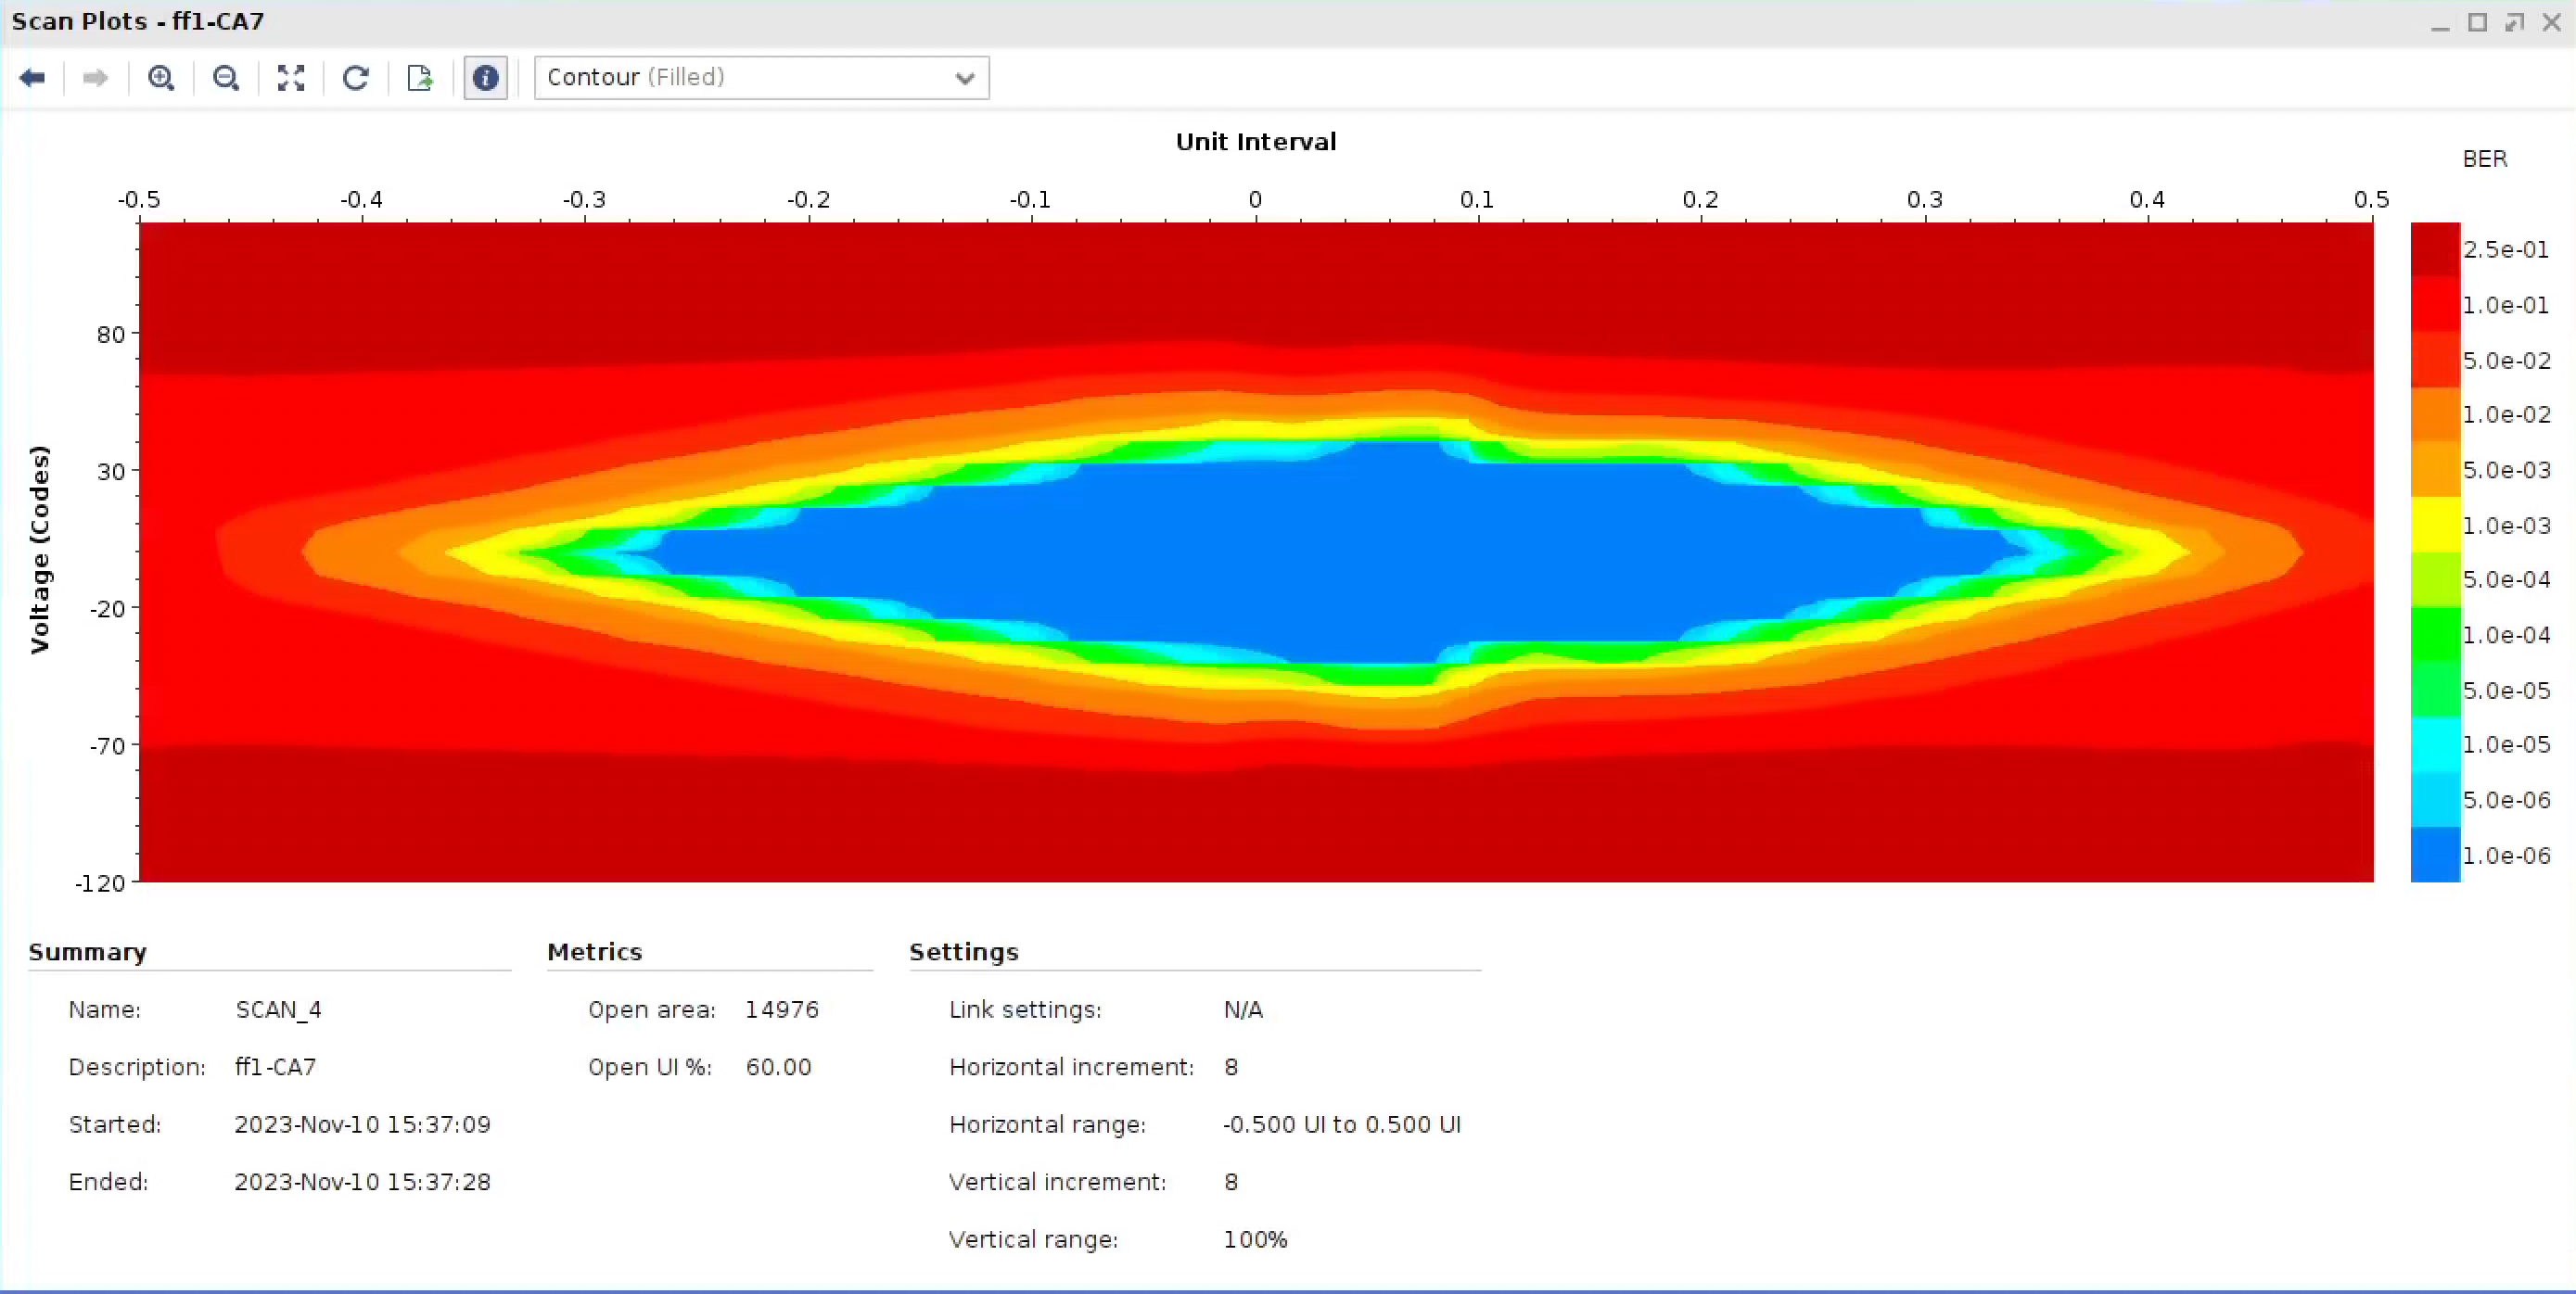 Scan Plots - ff1-CA7
Contour (Filled)
Unit Interval
BER
-0.5 -0.4 -0.3 -0.2 -0.1 0 0.1 0.2 0.3 0.4 0.5
Voltage (Codes)
80
30
-20
-70
-120
2.5e-01
1.0e-01
5.0e-02
1.0e-02
5.0e-03
1.0e-03
5.0e-04
1.0e-04
5.0e-05
1.0e-05
5.0e-06
1.0e-06
Summary
Name: SCAN_4
Description: ff1-CA7
Started: 2023-Nov-10 15:37:09
Ended: 2023-Nov-10 15:37:28
Metrics
Open area: 14976
Open UI %: 60.00
Settings
Link settings: N/A
Horizontal increment: 8
Horizontal range: -0.500 UI to 0.500 UI
Vertical increment: 8
Vertical range: 100%